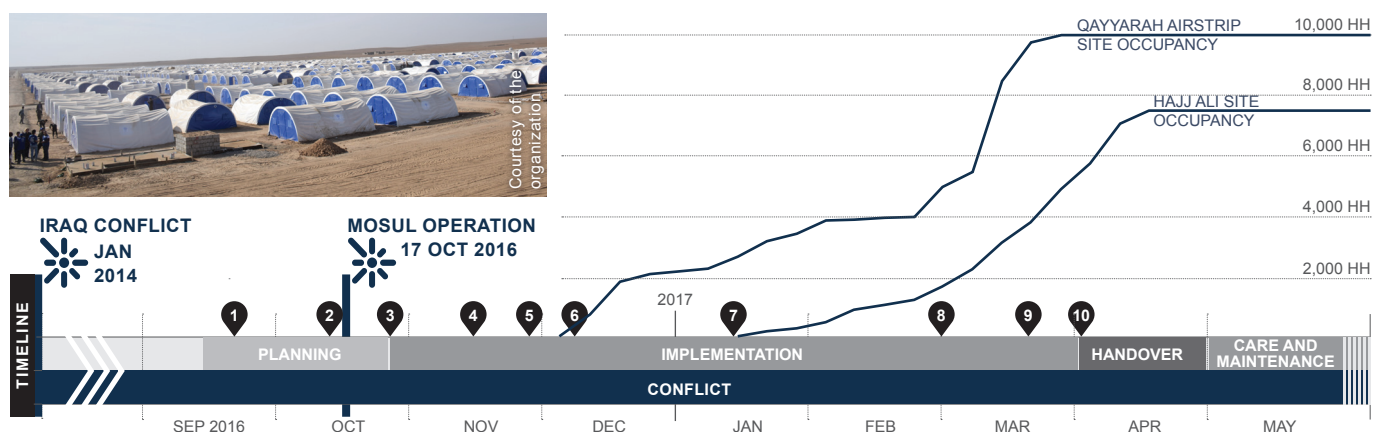 Courtesy of the
organization
QAYYARAH AIRSTRIP
SITE OCCUPANCY
10,000 HH
8,000 HH
HAJJ ALI SITE
OCCUPANCY
6,000 HH
4,000 HH
2,000 HH
IRAQ CONFLICT
JAN
2014
MOSUL OPERATION
17 OCT 2016
2017
1 2 3 4 5 6 7 8 9 10
TIMELINE
PLANNING IMPLEMENTATION HANDOVER CARE AND
MAINTENANCE
CONFLICT
SEP 2016 OCT NOV DEC JAN FEB MAR APR MAY